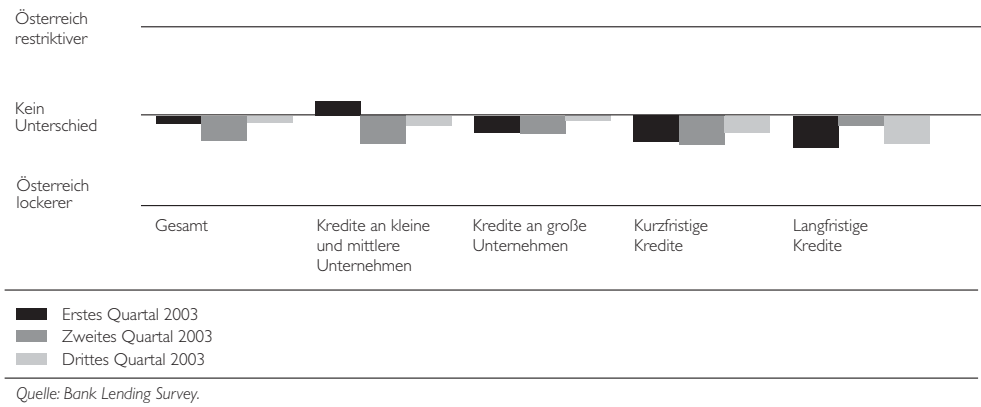 Österreich
restriktiver
Kein
Unterschied
Österreich
lockerer
Gesamt
Kredite an kleine
und mittlere
Unternehmen
Kredite an große
Unternehmen
Kurzfristige
Kredite
Langfristige
Kredite
Erstes Quartal 2003
Zweites Quartal 2003
Drittes Quartal 2003
Quelle: Bank Lending Survey.